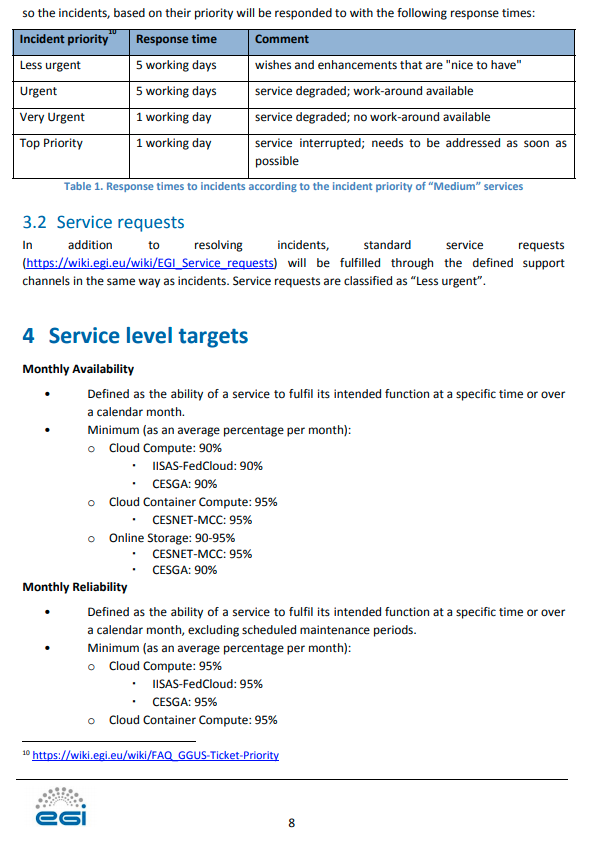 so the incidents, based on their priority will be responded to with the following response times:
Incident priority10 Response time Comment
Less urgent 5 working days wishes and enhancements that are "nice to have"
Urgent 5 working days service degraded; work-around available
Very Urgent 1 working day service degraded; no work-around available
Top Priority 1 working day service interrupted; needs to be addressed as soon as
possible
Table 1. Response times to incidents according to the incident priority of “Medium” services
3.2 Service requests
In addition to resolving incidents, standard service requests
(https://wiki.egi.eu/wiki/EGI_Service_requests) will be fulfilled through the defined support
channels in the same way as incidents. Service requests are classified as “Less urgent”.
4 Service level targets
Monthly Availability
• Defined as the ability of a service to fulfil its intended function at a specific time or over
a calendar month.
• Minimum (as an average percentage per month):
o Cloud Compute: 90%
▪ IISAS-FedCloud: 90%
▪ CESGA: 90%
o Cloud Container Compute: 95%
▪ CESNET-MCC: 95%
o Online Storage: 90-95%
▪ CESNET-MCC: 95%
▪ CESGA: 90%
Monthly Reliability
• Defined as the ability of a service to fulfil its intended function at a specific time or over
a calendar month, excluding scheduled maintenance periods.
• Minimum (as an average percentage per month):
o Cloud Compute: 95%
▪ IISAS-FedCloud: 95%
▪ CESGA: 95%
o Cloud Container Compute: 95%
10 https://wiki.egi.eu/wiki/FAQ_GGUS-Ticket-Priority
egi
8